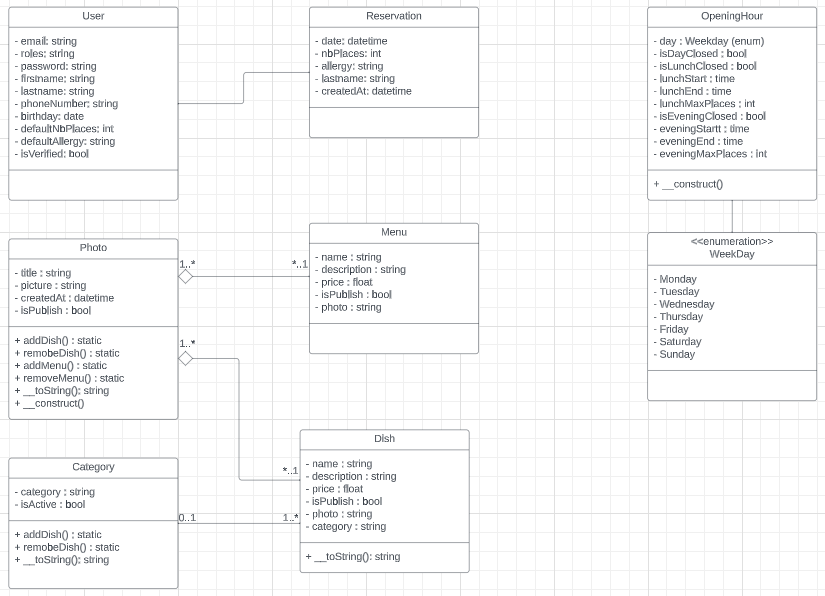 User
- email: string
- roles: string
- password: string
- firstname: string
- lastname: string
- phoneNumber: string
- birthday: date
- defaultNbPlaces: int
- defaultAllergy: string
- isVerified: bool
Reservation
- date: datetime
- nbPlaces: int
- allergy: string
- lastname: string
- createdAt: datetime
OpeningHour
- day : Weekday (enum)
- isDayClosed : bool
- isLunchClosed : bool
- lunchStart : time
- lunchEnd : time
- lunchMaxPlaces : int
- isEveningClosed : bool
- eveningStartt : time
- eveningEnd : time
- eveningMaxPlaces : int
+ __construct()
Photo
- title : string
- picture : string
- createdAt : datetime
- isPublish : bool
+ addDish() : static
+ remobeDish() : static
+ addMenu() : static
+ removeMenu() : static
+ __toString(): string
+ __construct()
1..*
*..1
Menu
- name : string
- description : string
- price : float
- isPublish : bool
- photo : string
<<enumeration>>
WeekDay
- Monday
- Tuesday
- Wednesday
- Thursday
- Friday
- Saturday
- Sunday
1..*
*..1
Category
- category : string
- isActive : bool
+ addDish() : static
+ remobeDish() : static
+ __toString() : string
0..1
1..*
Dish
- name : string
- description : string
- price : float
- isPublish : bool
- photo : string
- category : string
+ __toString(): string